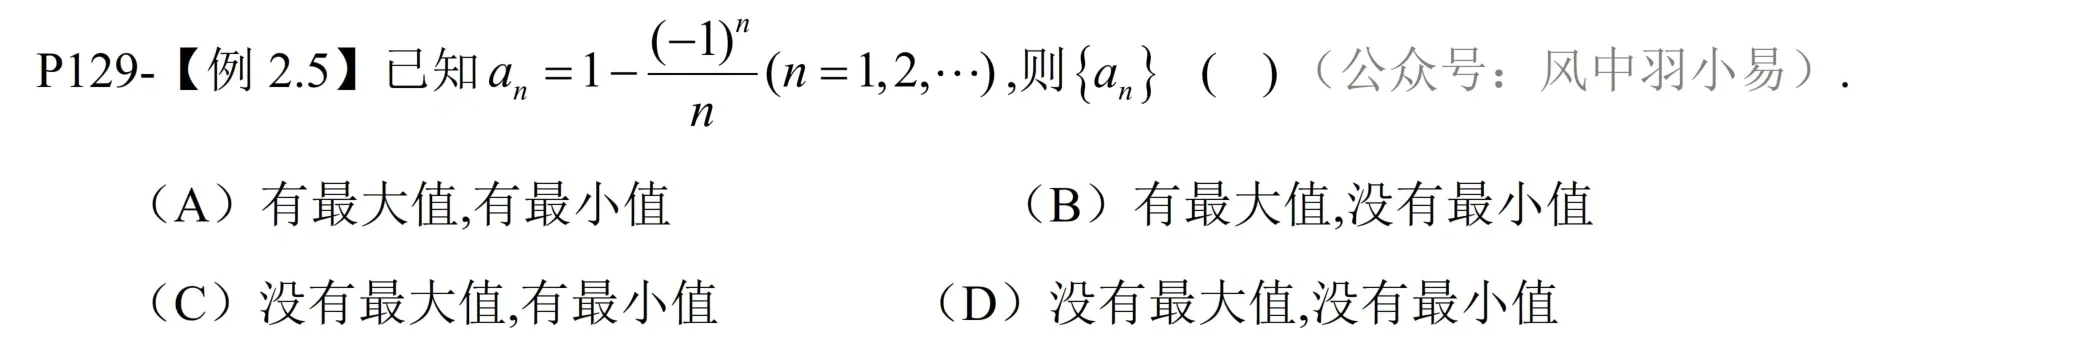 P129-【例 2.5】已知 $a_n = 1 - \frac{(-1)^n}{n} (n = 1, 2, \cdots)$ ,则 $\{a_n\}$ ( )（公众号：风中羽小易）.
（A）有最大值,有最小值 （B）有最大值,没有最小值
（C）没有最大值,有最小值 （D）没有最大值,没有最小值